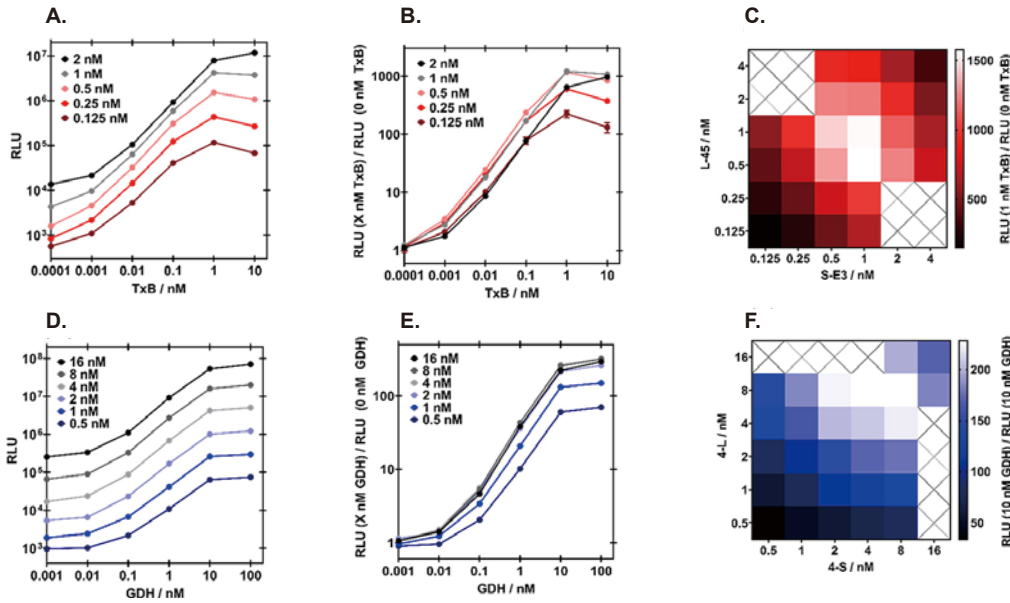 A.
RLU
10⁷
10⁶
10⁵
10⁴
10³
2 nM
1 nM
0.5 nM
0.25 nM
0.125 nM
0.0001 0.001 0.01 0.1 1 10
TxB / nM
B.
RLU (X nM TxB) / RLU (0 nM TxB)
1000
100
10
1
2 nM
1 nM
0.5 nM
0.25 nM
0.125 nM
0.0001 0.001 0.01 0.1 1 10
TxB / nM
C.
L-45 / nM
4
2
1
0.5
0.25
0.125
0.125 0.25 0.5 1 2 4
S-E3 / nM
1500
1000
500
RLU (1 nM TxB) / RLU (0 nM TxB)
D.
RLU
10⁸
10⁷
10⁶
10⁵
10⁴
10³
16 nM
8 nM
4 nM
2 nM
1 nM
0.5 nM
0.001 0.01 0.1 1 10 100
GDH / nM
E.
RLU (X nM GDH) / RLU (0 nM GDH)
100
10
1
16 nM
8 nM
4 nM
2 nM
1 nM
0.5 nM
0.001 0.01 0.1 1 10 100
GDH / nM
F.
4-L / nM
16
8
4
2
1
0.5
0.5 1 2 4 8 16
4-S / nM
200
150
100
50
RLU (10 nM GDH) / RLU (10 nM GDH)